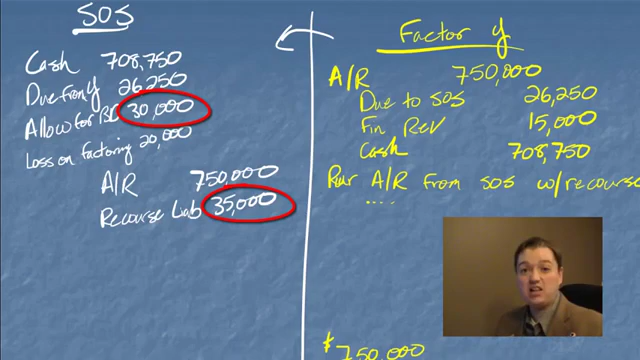 SOS
Cash 708,750
Due from Y 26,250
Allow for BD 30,000
Loss on factoring 20,000
A/R 750,000
Recourse Liab 35,000
Factor Y
A/R 750,000
Due to SOS 26,250
Fin Rev 15,000
Cash 708,750
A/R from SOS w/recourse
....
$750,000